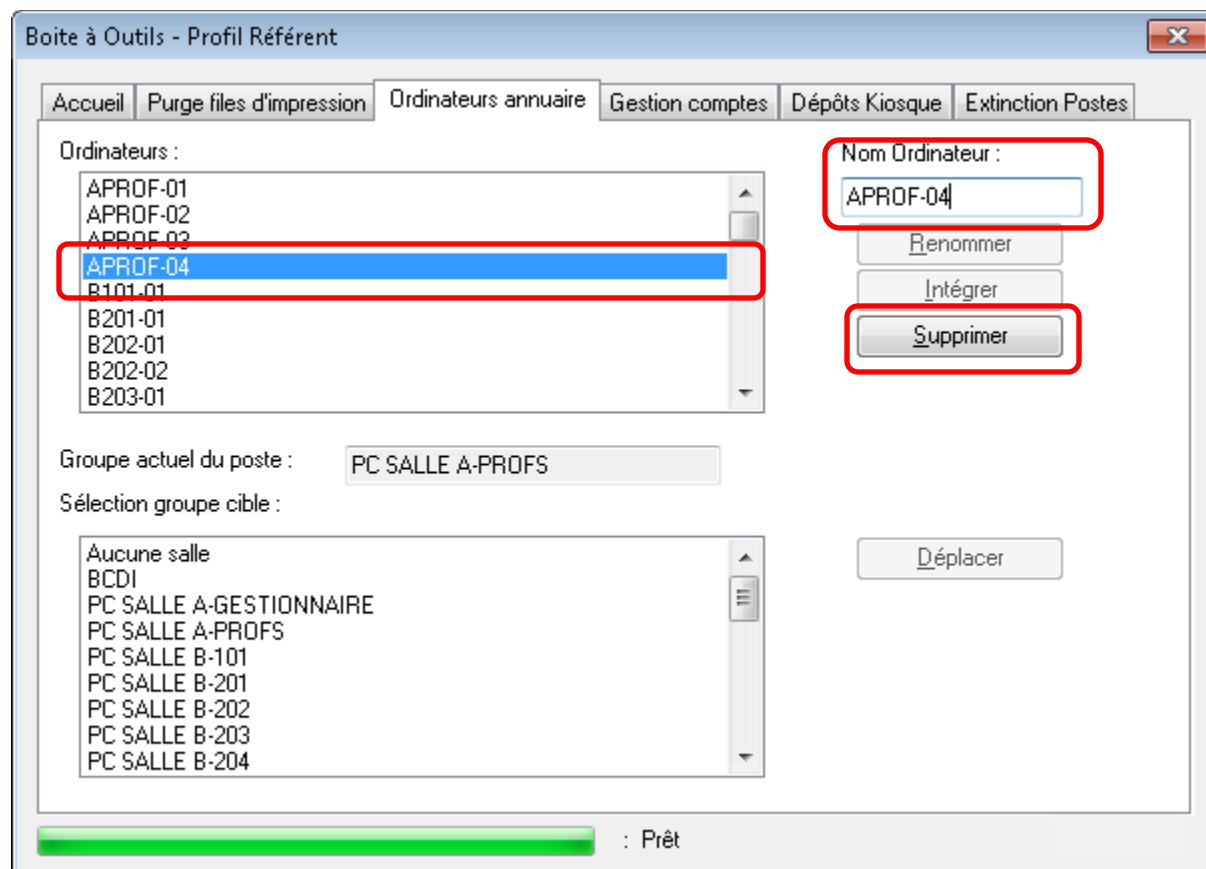 Boite à Outils - Profil Référent
Accueil Purge files d'impression Ordinateurs annuaire Gestion comptes Dépôts Kiosque Extinction Postes
Ordinateurs :
APROF-01
APROF-02
APROF-03
APROF-04
B101-01
B201-01
B202-01
B202-02
B203-01
Nom Ordinateur :
APROF-04
Renommer
Intégrer
Supprimer
Groupe actuel du poste : PC SALLE A-PROFS
Sélection groupe cible :
Aucune salle
BCDI
PC SALLE A-GESTIONNAIRE
PC SALLE A-PROFS
PC SALLE B-101
PC SALLE B-201
PC SALLE B-202
PC SALLE B-203
PC SALLE B-204
Déplacer
: Prêt